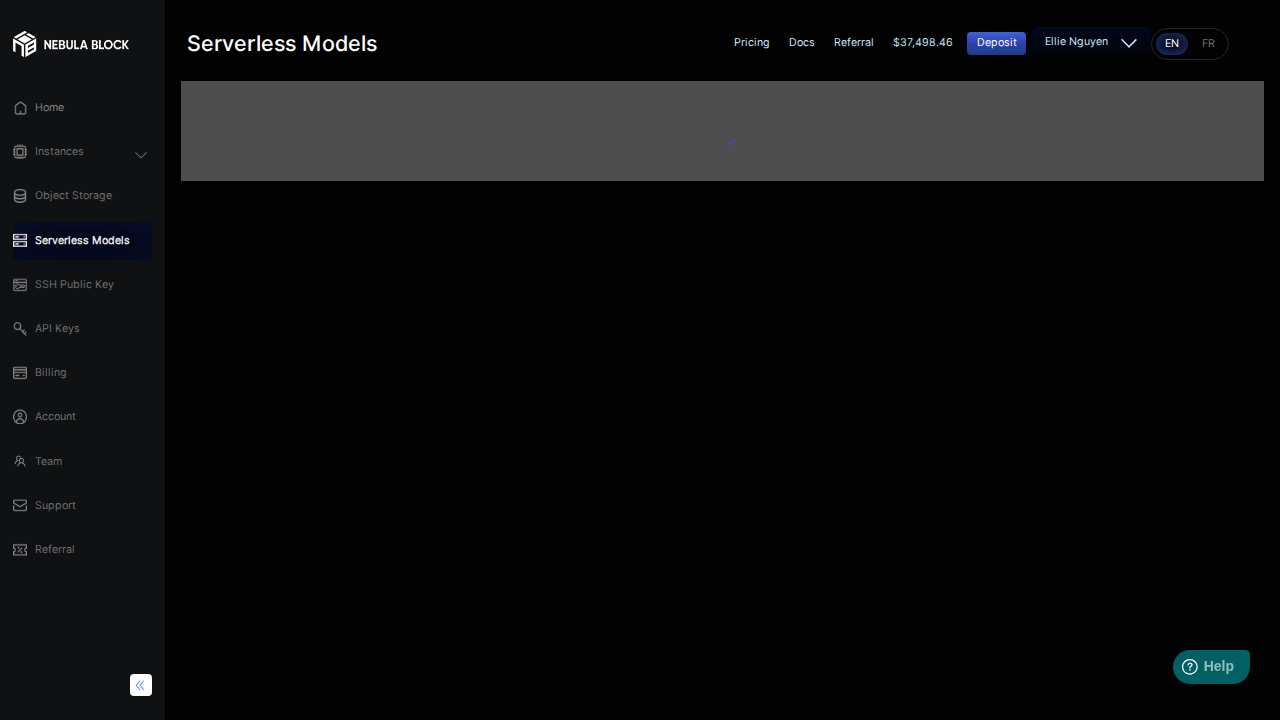 NEBULA BLOCK
Serverless Models
Pricing
Docs
Referral
$37,498.46
Deposit
Ellie Nguyen
EN
FR
Home
Instances
Object Storage
Serverless Models
SSH Public Key
API Keys
Billing
Account
Team
Support
Referral
Help